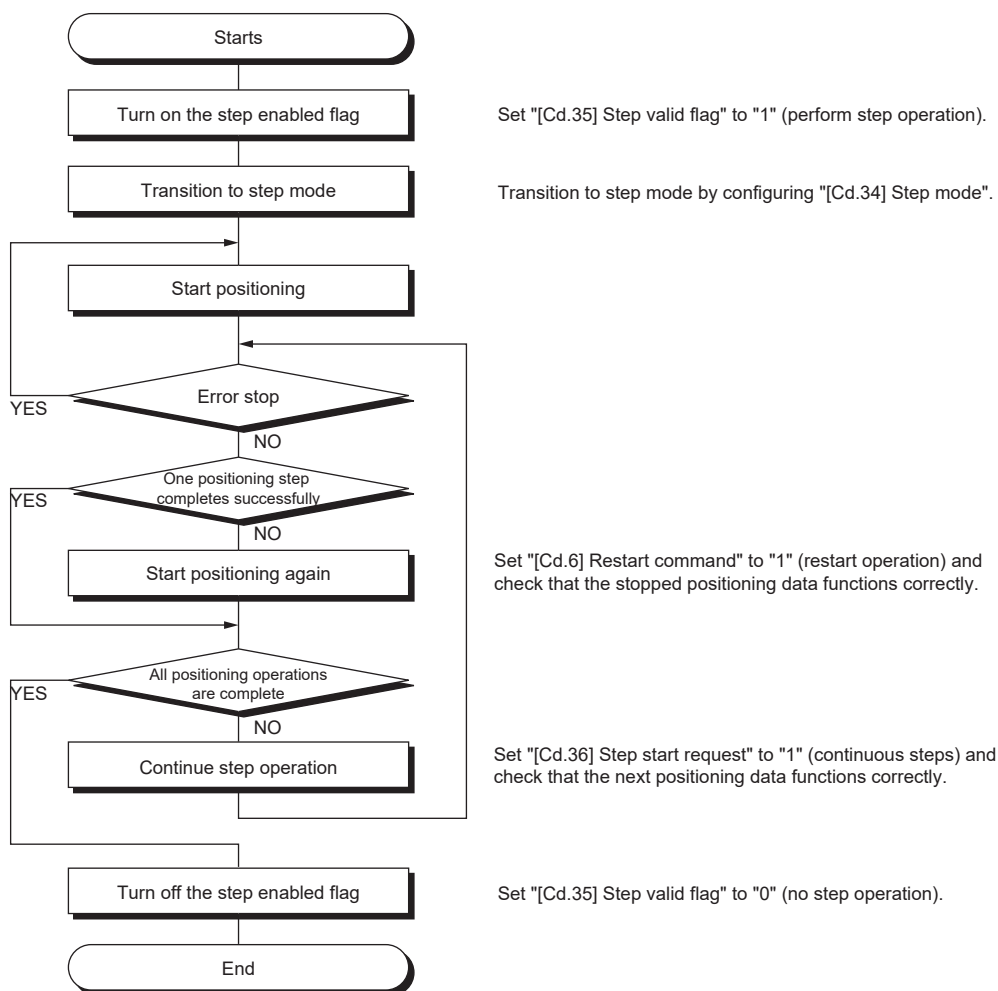 Starts
Turn on the step enabled flag
Set "[Cd.35] Step valid flag" to "1" (perform step operation).
Transition to step mode
Transition to step mode by configuring "[Cd.34] Step mode".
Start positioning
Error stop
YES
NO
One positioning step
completes successfully
YES
NO
Start positioning again
Set "[Cd.6] Restart command" to "1" (restart operation) and
check that the stopped positioning data functions correctly.
All positioning operations
are complete
YES
NO
Continue step operation
Set "[Cd.36] Step start request" to "1" (continuous steps) and
check that the next positioning data functions correctly.
Turn off the step enabled flag
Set "[Cd.35] Step valid flag" to "0" (no step operation).
End